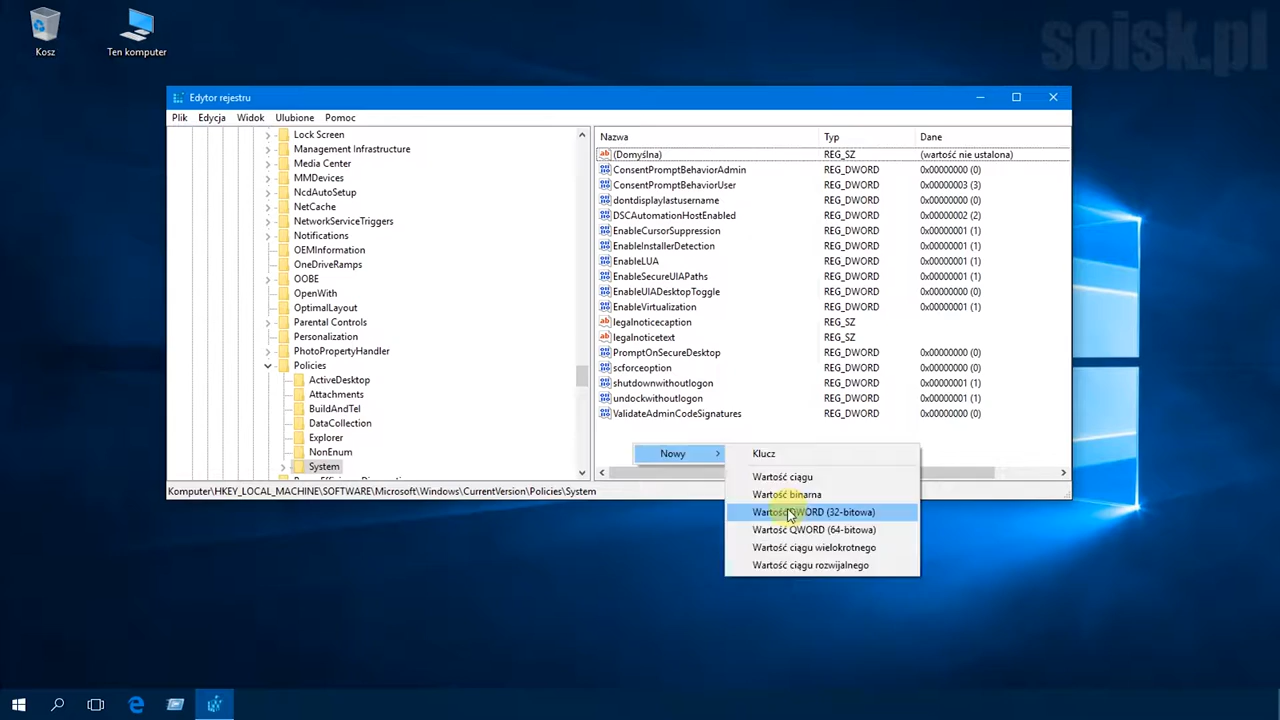 soisk.pl
Kosz
Ten komputer
Edytor rejestru
Plik Edycja Widok Ulubione Pomoc
Lock Screen
Management Infrastructure
Media Center
MMDevices
NcdAutoSetup
NetCache
NetworkServiceTriggers
Notifications
OEMInformation
OneDriveRamps
OOBE
OpenWith
OptimalLayout
Parental Controls
Personalization
PhotoPropertyHandler
Policies
ActiveDesktop
Attachments
BuildAndTel
DataCollection
Explorer
NonEnum
System
Nazwa Typ Dane
(Domyślna) REG_SZ (wartość nie ustalona)
ConsentPromptBehaviorAdmin REG_DWORD 0x00000000 (0)
ConsentPromptBehaviorUser REG_DWORD 0x00000003 (3)
dontdisplaylastusername REG_DWORD 0x00000000 (0)
DSCAutomationHostEnabled REG_DWORD 0x00000002 (2)
EnableCursorSuppression REG_DWORD 0x00000001 (1)
EnableInstallerDetection REG_DWORD 0x00000001 (1)
EnableLUA REG_DWORD 0x00000001 (1)
EnableSecureUIAPaths REG_DWORD 0x00000001 (1)
EnableUIADesktopToggle REG_DWORD 0x00000000 (0)
EnableVirtualization REG_DWORD 0x00000001 (1)
legalnoticecaption REG_SZ
legalnoticetext REG_SZ
PromptOnSecureDesktop REG_DWORD 0x00000000 (0)
scforceoption REG_DWORD 0x00000000 (0)
shutdownwithoutlogon REG_DWORD 0x00000001 (1)
undockwithoutlogon REG_DWORD 0x00000001 (1)
ValidateAdminCodeSignatures REG_DWORD 0x00000000 (0)
Nowy
Klucz
Wartość ciągu
Wartość binarna
Wartość DWORD (32-bitowa)
Wartość QWORD (64-bitowa)
Wartość ciągu wielokrotnego
Wartość ciągu rozwijalnego
Komputer\HKEY_LOCAL_MACHINE\SOFTWARE\Microsoft\Windows\CurrentVersion\Policies\System